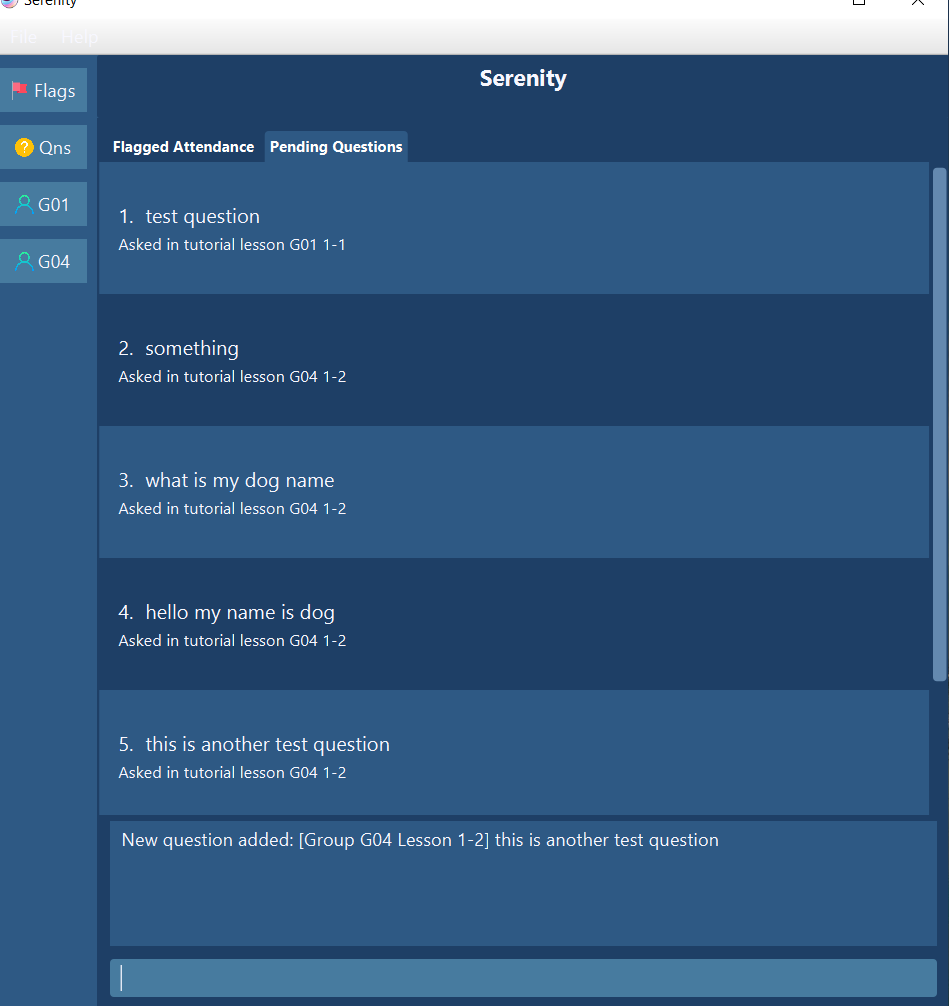 Serenity
File Help
Serenity
Flags
Qns
G01
G04
Flagged Attendance Pending Questions
1. test question
Asked in tutorial lesson G01 1-1
2. something
Asked in tutorial lesson G04 1-2
3. what is my dog name
Asked in tutorial lesson G04 1-2
4. hello my name is dog
Asked in tutorial lesson G04 1-2
5. this is another test question
Asked in tutorial lesson G04 1-2
New question added: [Group G04 Lesson 1-2] this is another test question